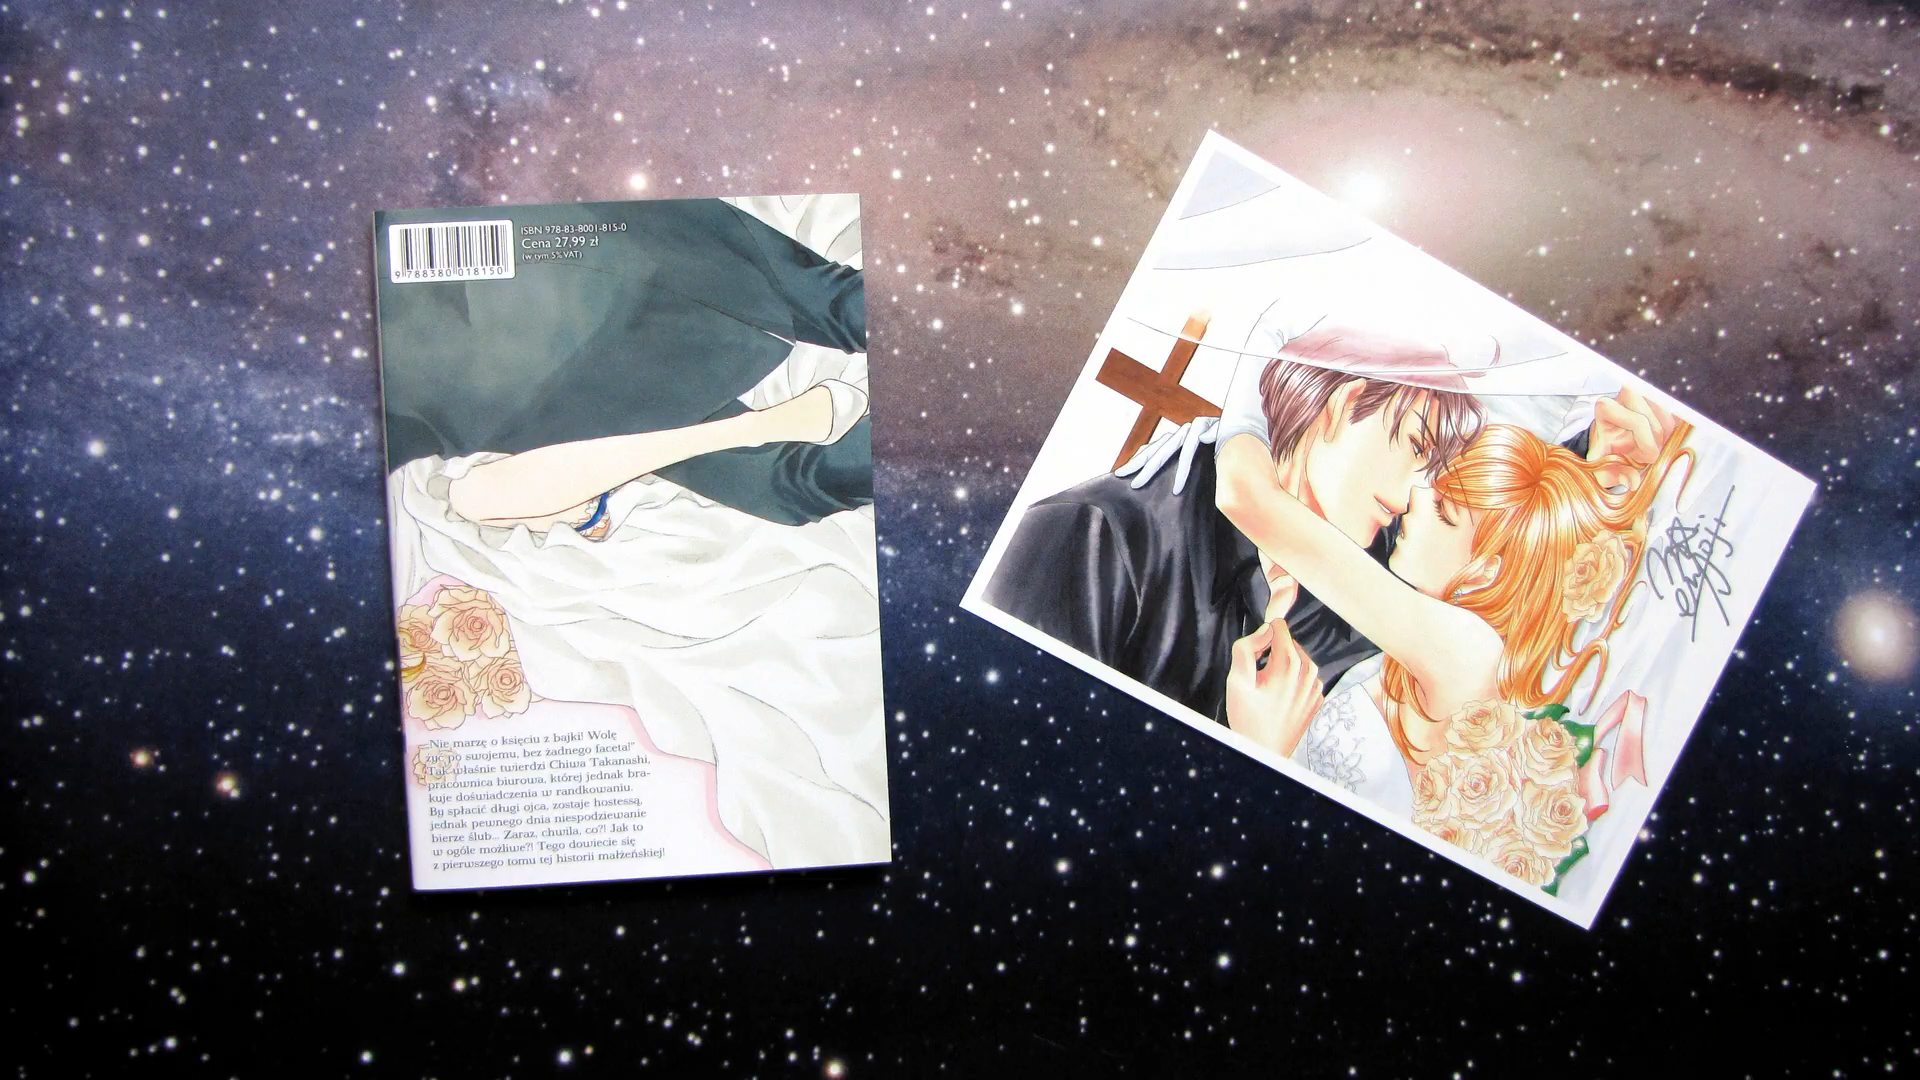 ISBN 978-83-8001-815-0
Cena 27,99 zł
(w tym 5% VAT)
9 788380 018150
„Nie marzę o księciu z bajki! Wolę
żyć po swojemu, bez żadnego faceta!”
Tak właśnie twierdzi Chiwa Takanashi,
pracownica biurowa, której jednak bra-
kuje doświadczenia w randkowaniu.
By spłacić długi ojca, zostaje hostessą,
jednak pewnego dnia niespodziewanie
bierze ślub... Zaraz, chwila, co?! Jak to
w ogóle możliwe?! Tego dowiecie się
z pierwszego tomu tej historii małżeńskiej!